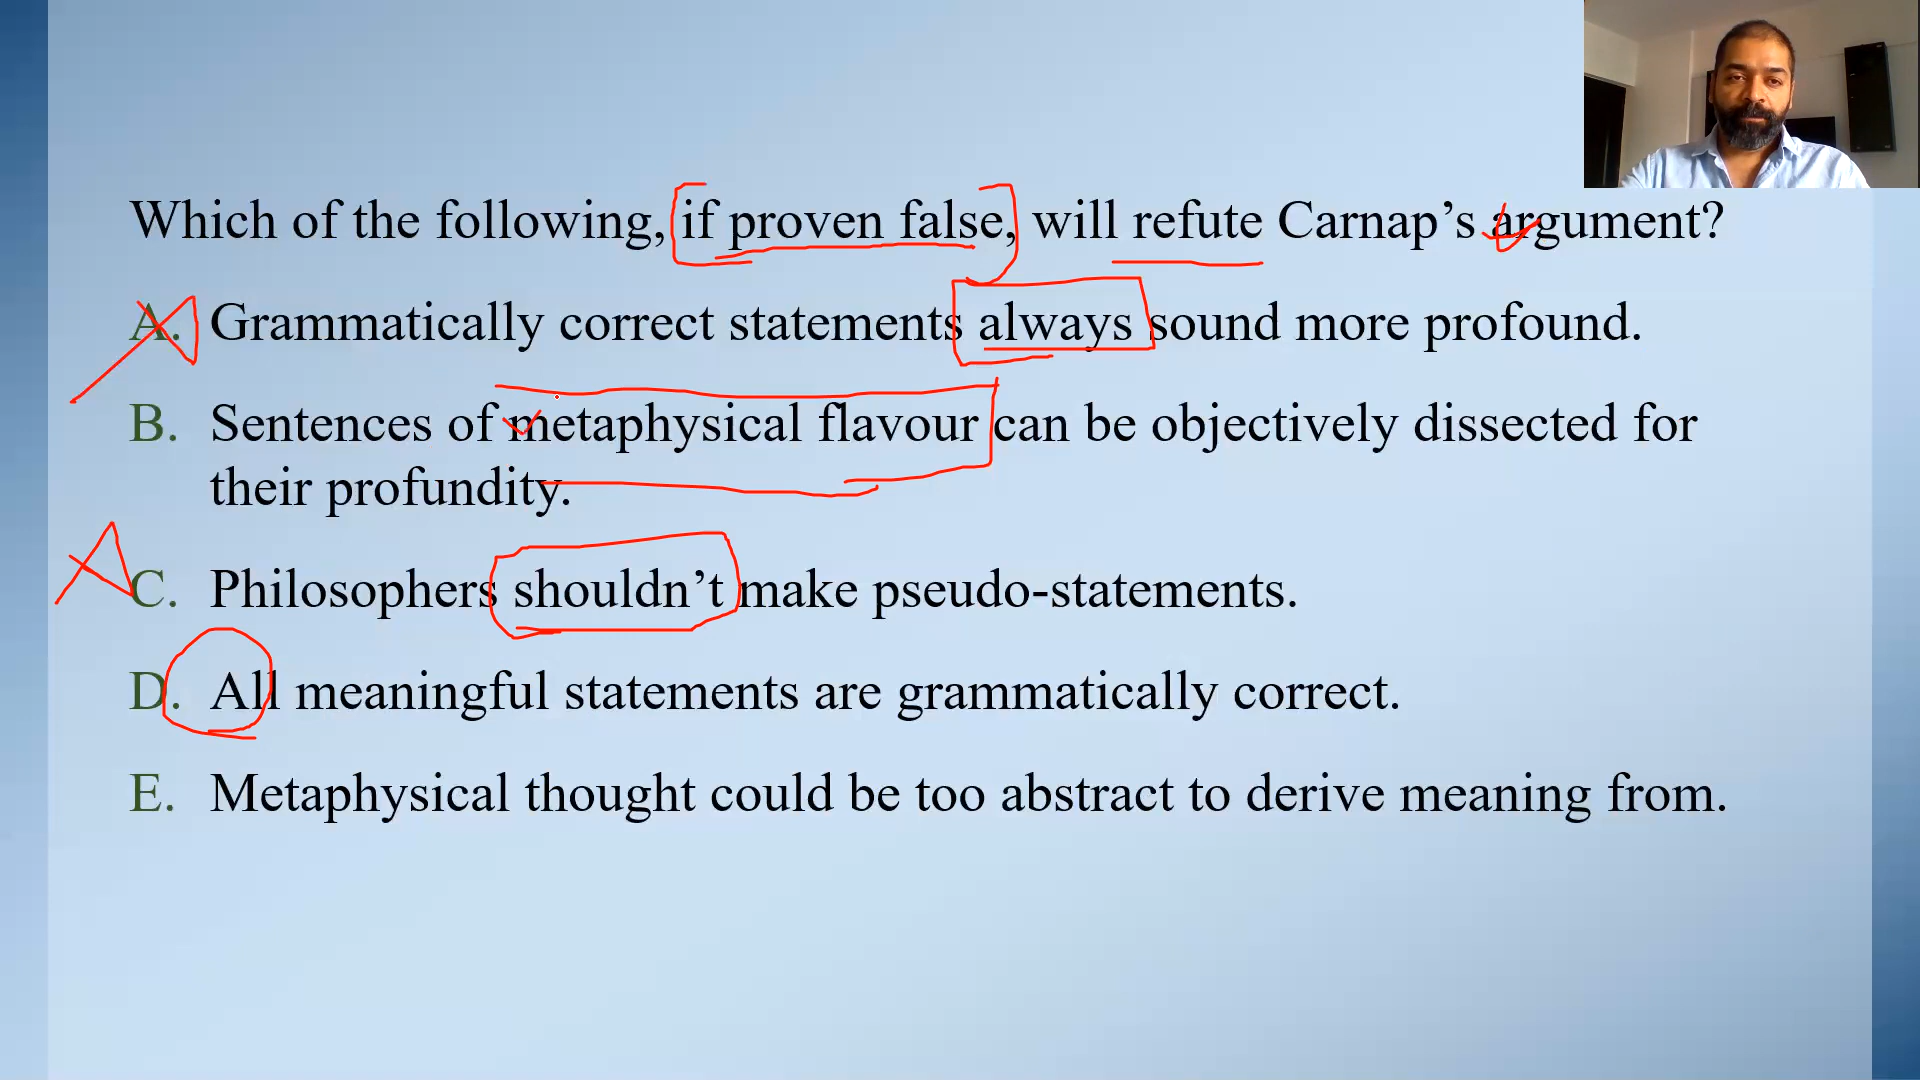 Which of the following, if proven false, will refute Carnap’s argument?
A. Grammatically correct statements always sound more profound.
B. Sentences of metaphysical flavour can be objectively dissected for
their profundity.
C. Philosophers shouldn’t make pseudo-statements.
D. All meaningful statements are grammatically correct.
E. Metaphysical thought could be too abstract to derive meaning from.